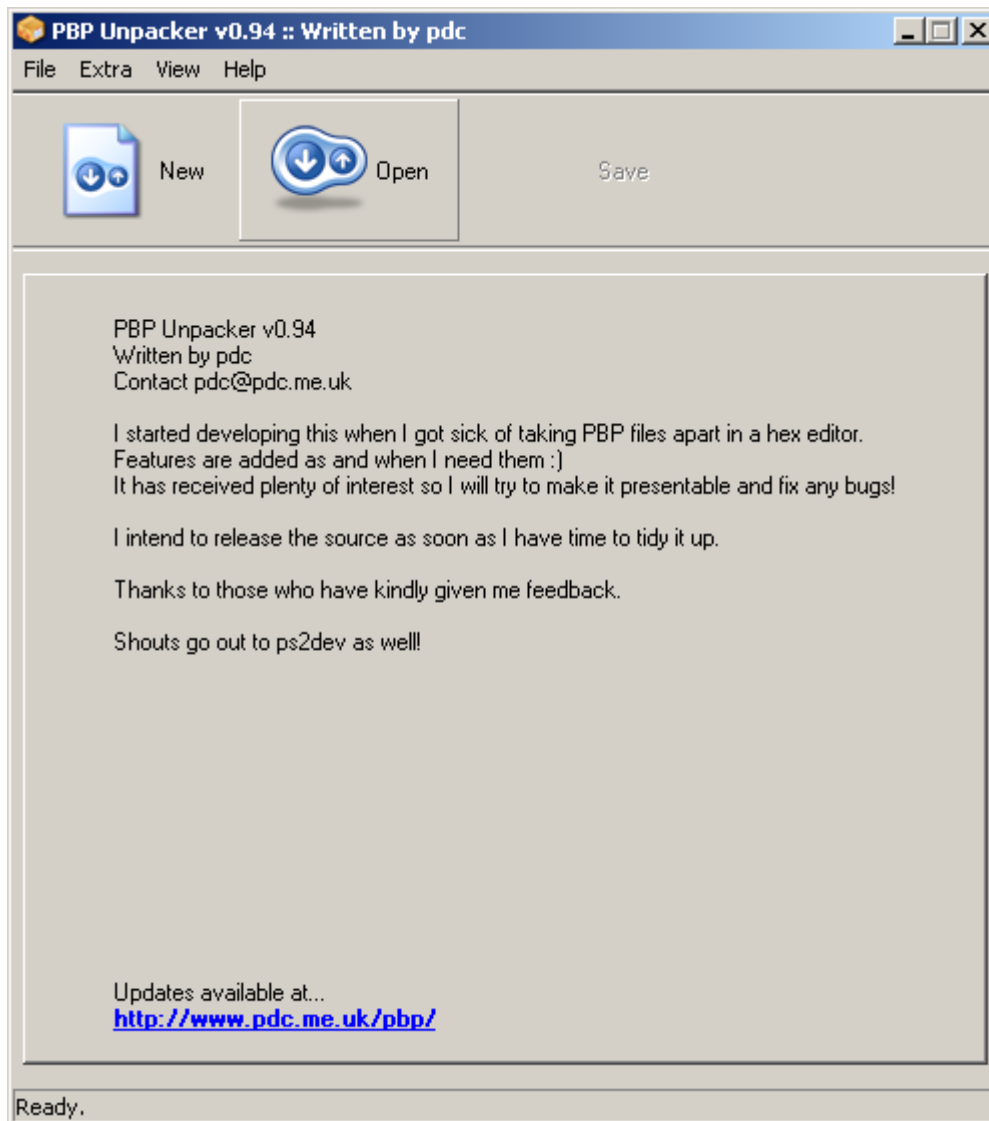 PBP Unpacker v0.94 :: Written by pdc
File Extra View Help
New Open Save
PBP Unpacker v0.94
Written by pdc
Contact pdc@pdc.me.uk
I started developing this when I got sick of taking PBP files apart in a hex editor.
Features are added as and when I need them :)
It has received plenty of interest so I will try to make it presentable and fix any bugs!
I intend to release the source as soon as I have time to tidy it up.
Thanks to those who have kindly given me feedback.
Shouts go out to ps2dev as well!
Updates available at...
http://www.pdc.me.uk/pbp/
Ready.